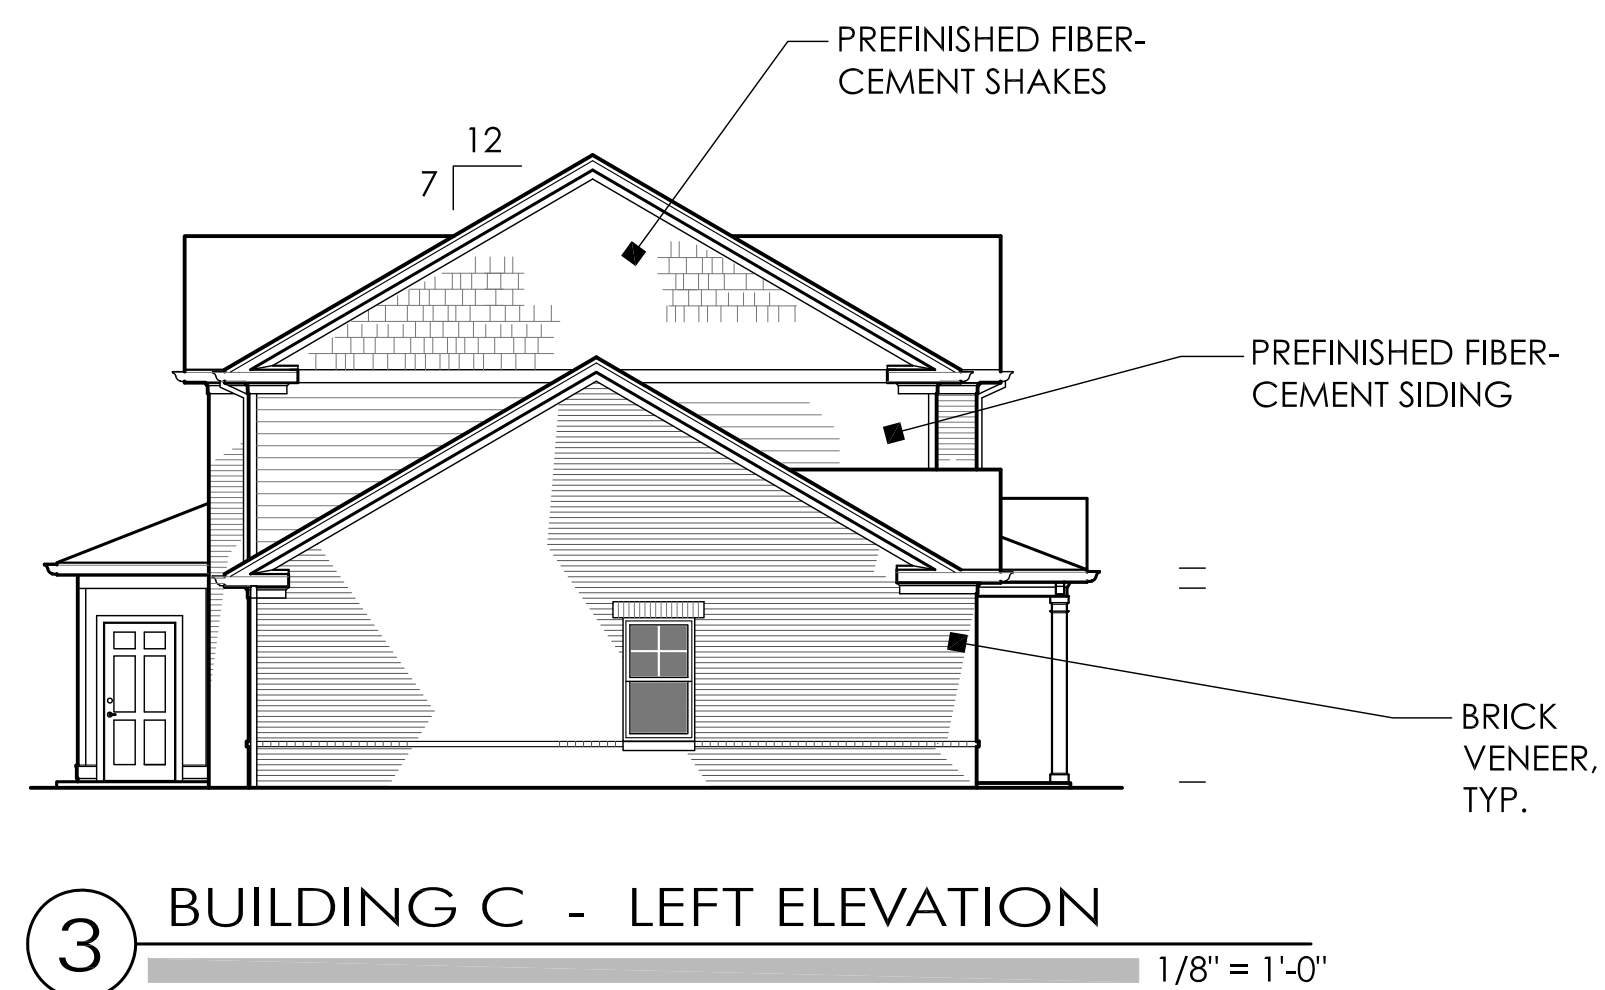 PREFINISHED FIBER-
CEMENT SHAKES
12
7
PREFINISHED FIBER-
CEMENT SIDING
BRICK
VENEER,
TYP.
3
BUILDING C - LEFT ELEVATION
1/8" = 1'-0"